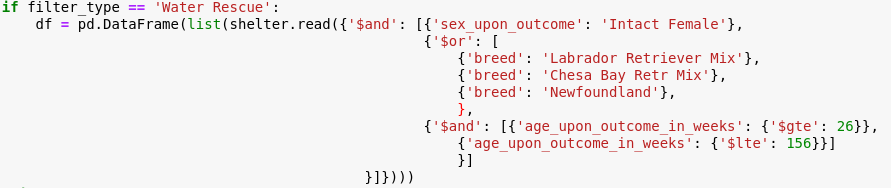 if filter_type == 'Water Rescue':
df = pd.DataFrame(list(shelter.read({'$and': [{'sex_upon_outcome': 'Intact Female'},
{'$or': [
{'breed': 'Labrador Retriever Mix'},
{'breed': 'Chesa Bay Retr Mix'},
{'breed': 'Newfoundland'},
},
{'$and': [{'age_upon_outcome_in_weeks': {'$gte': 26}},
{'age_upon_outcome_in_weeks': {'$lte': 156}}]
}]
}]})))